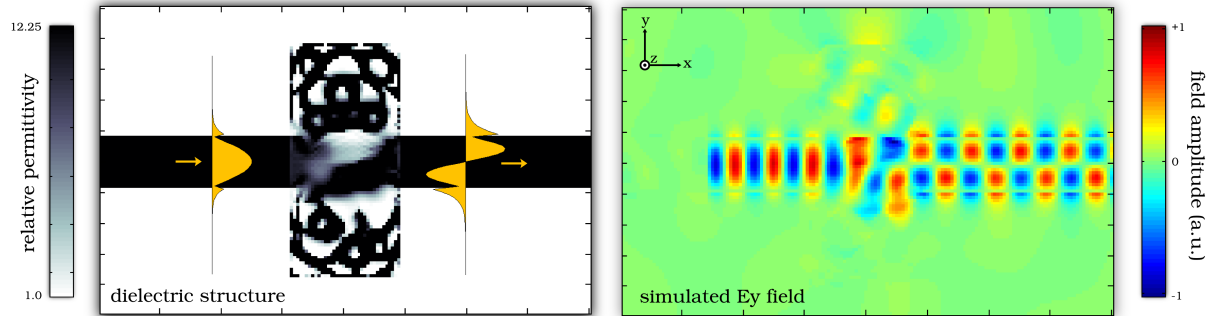 12.25
relative permittivity
1.0
dielectric structure
y
z
x
simulated Ey field
+1
0
-1
field amplitude (a.u.)